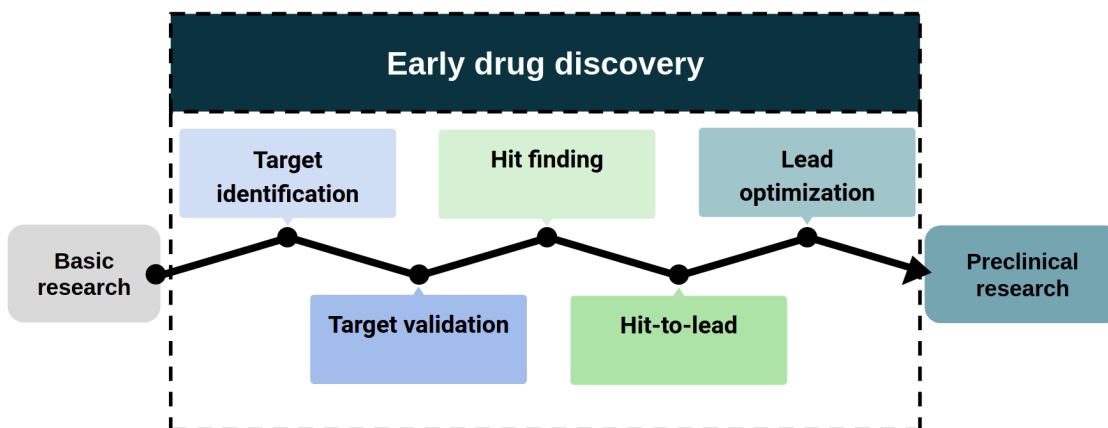 Early drug discovery
Target
identification
Hit finding
Lead
optimization
Basic
research
Preclinical
research
Target validation
Hit-to-lead